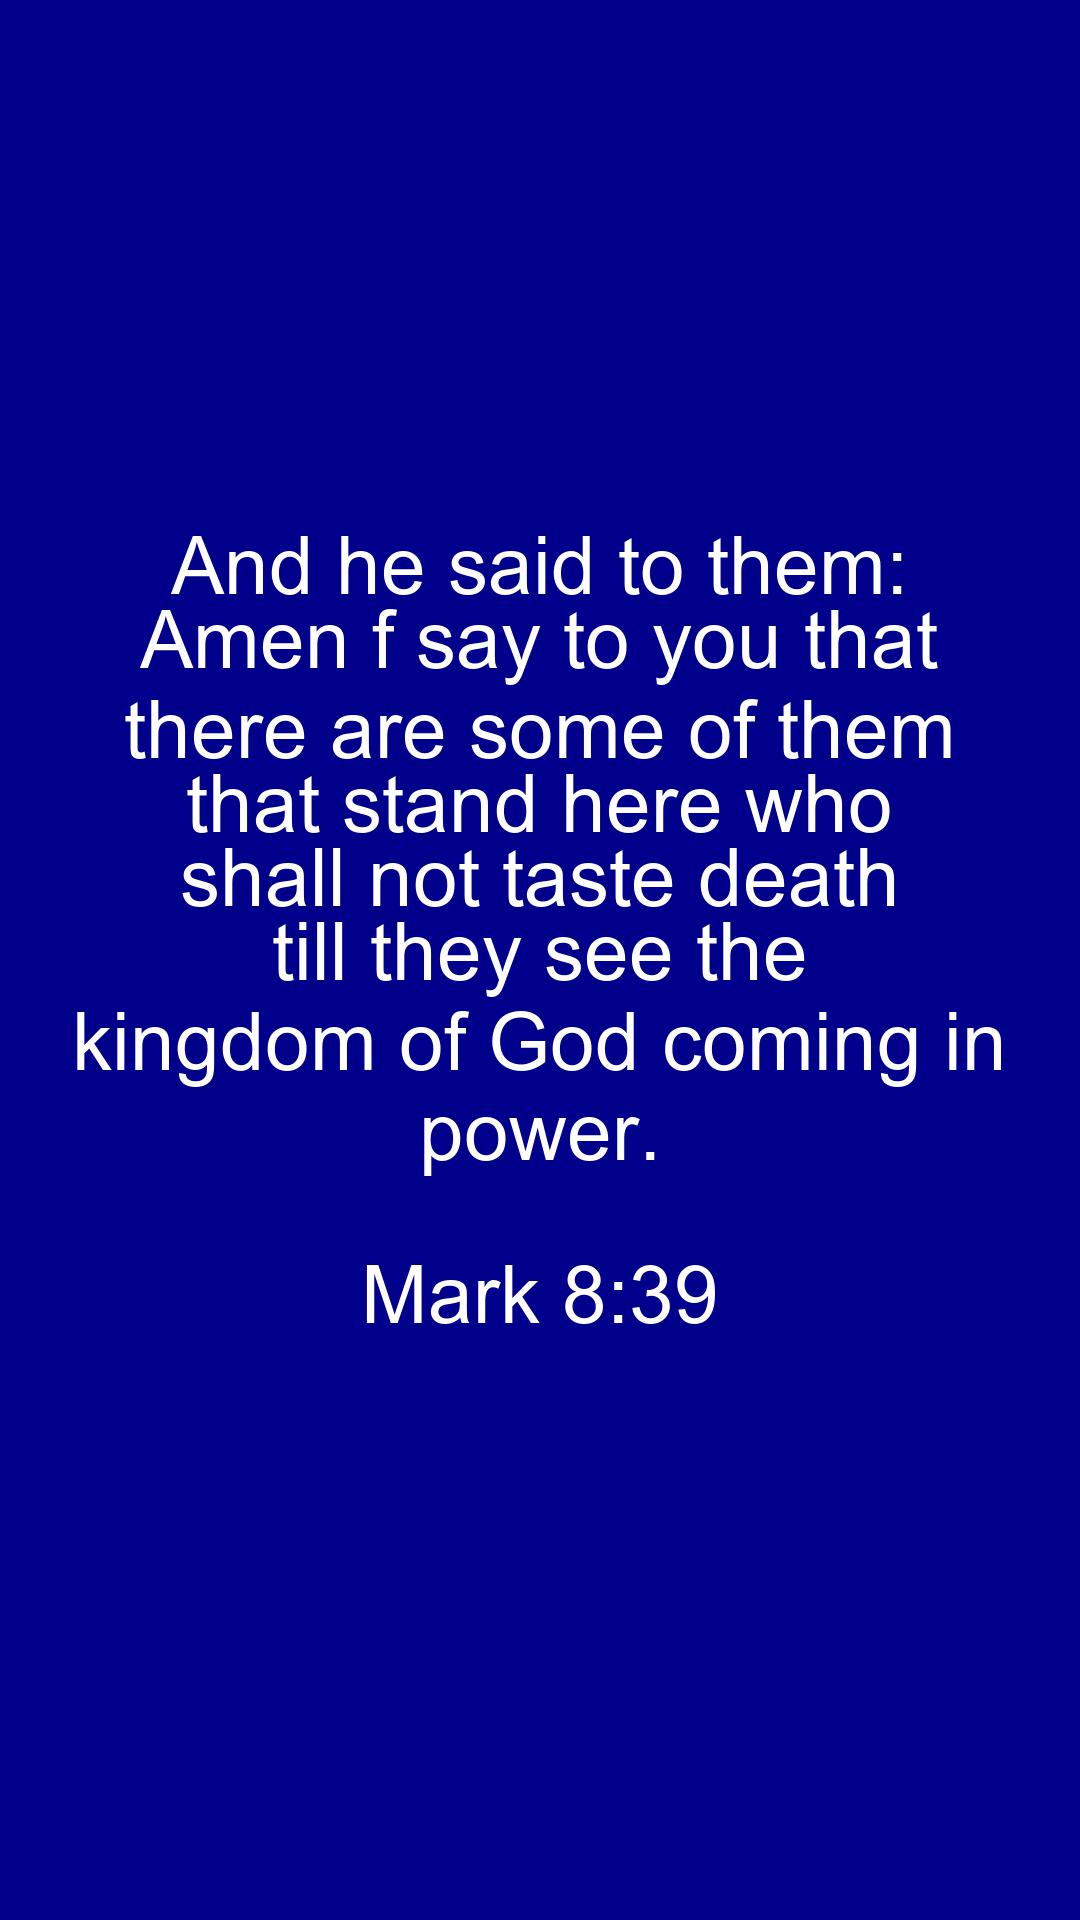 And he said to them:
Amen f say to you that
there are some of them
that stand here who
shall not taste death
till they see the
kingdom of God coming in
power.
Mark 8:39